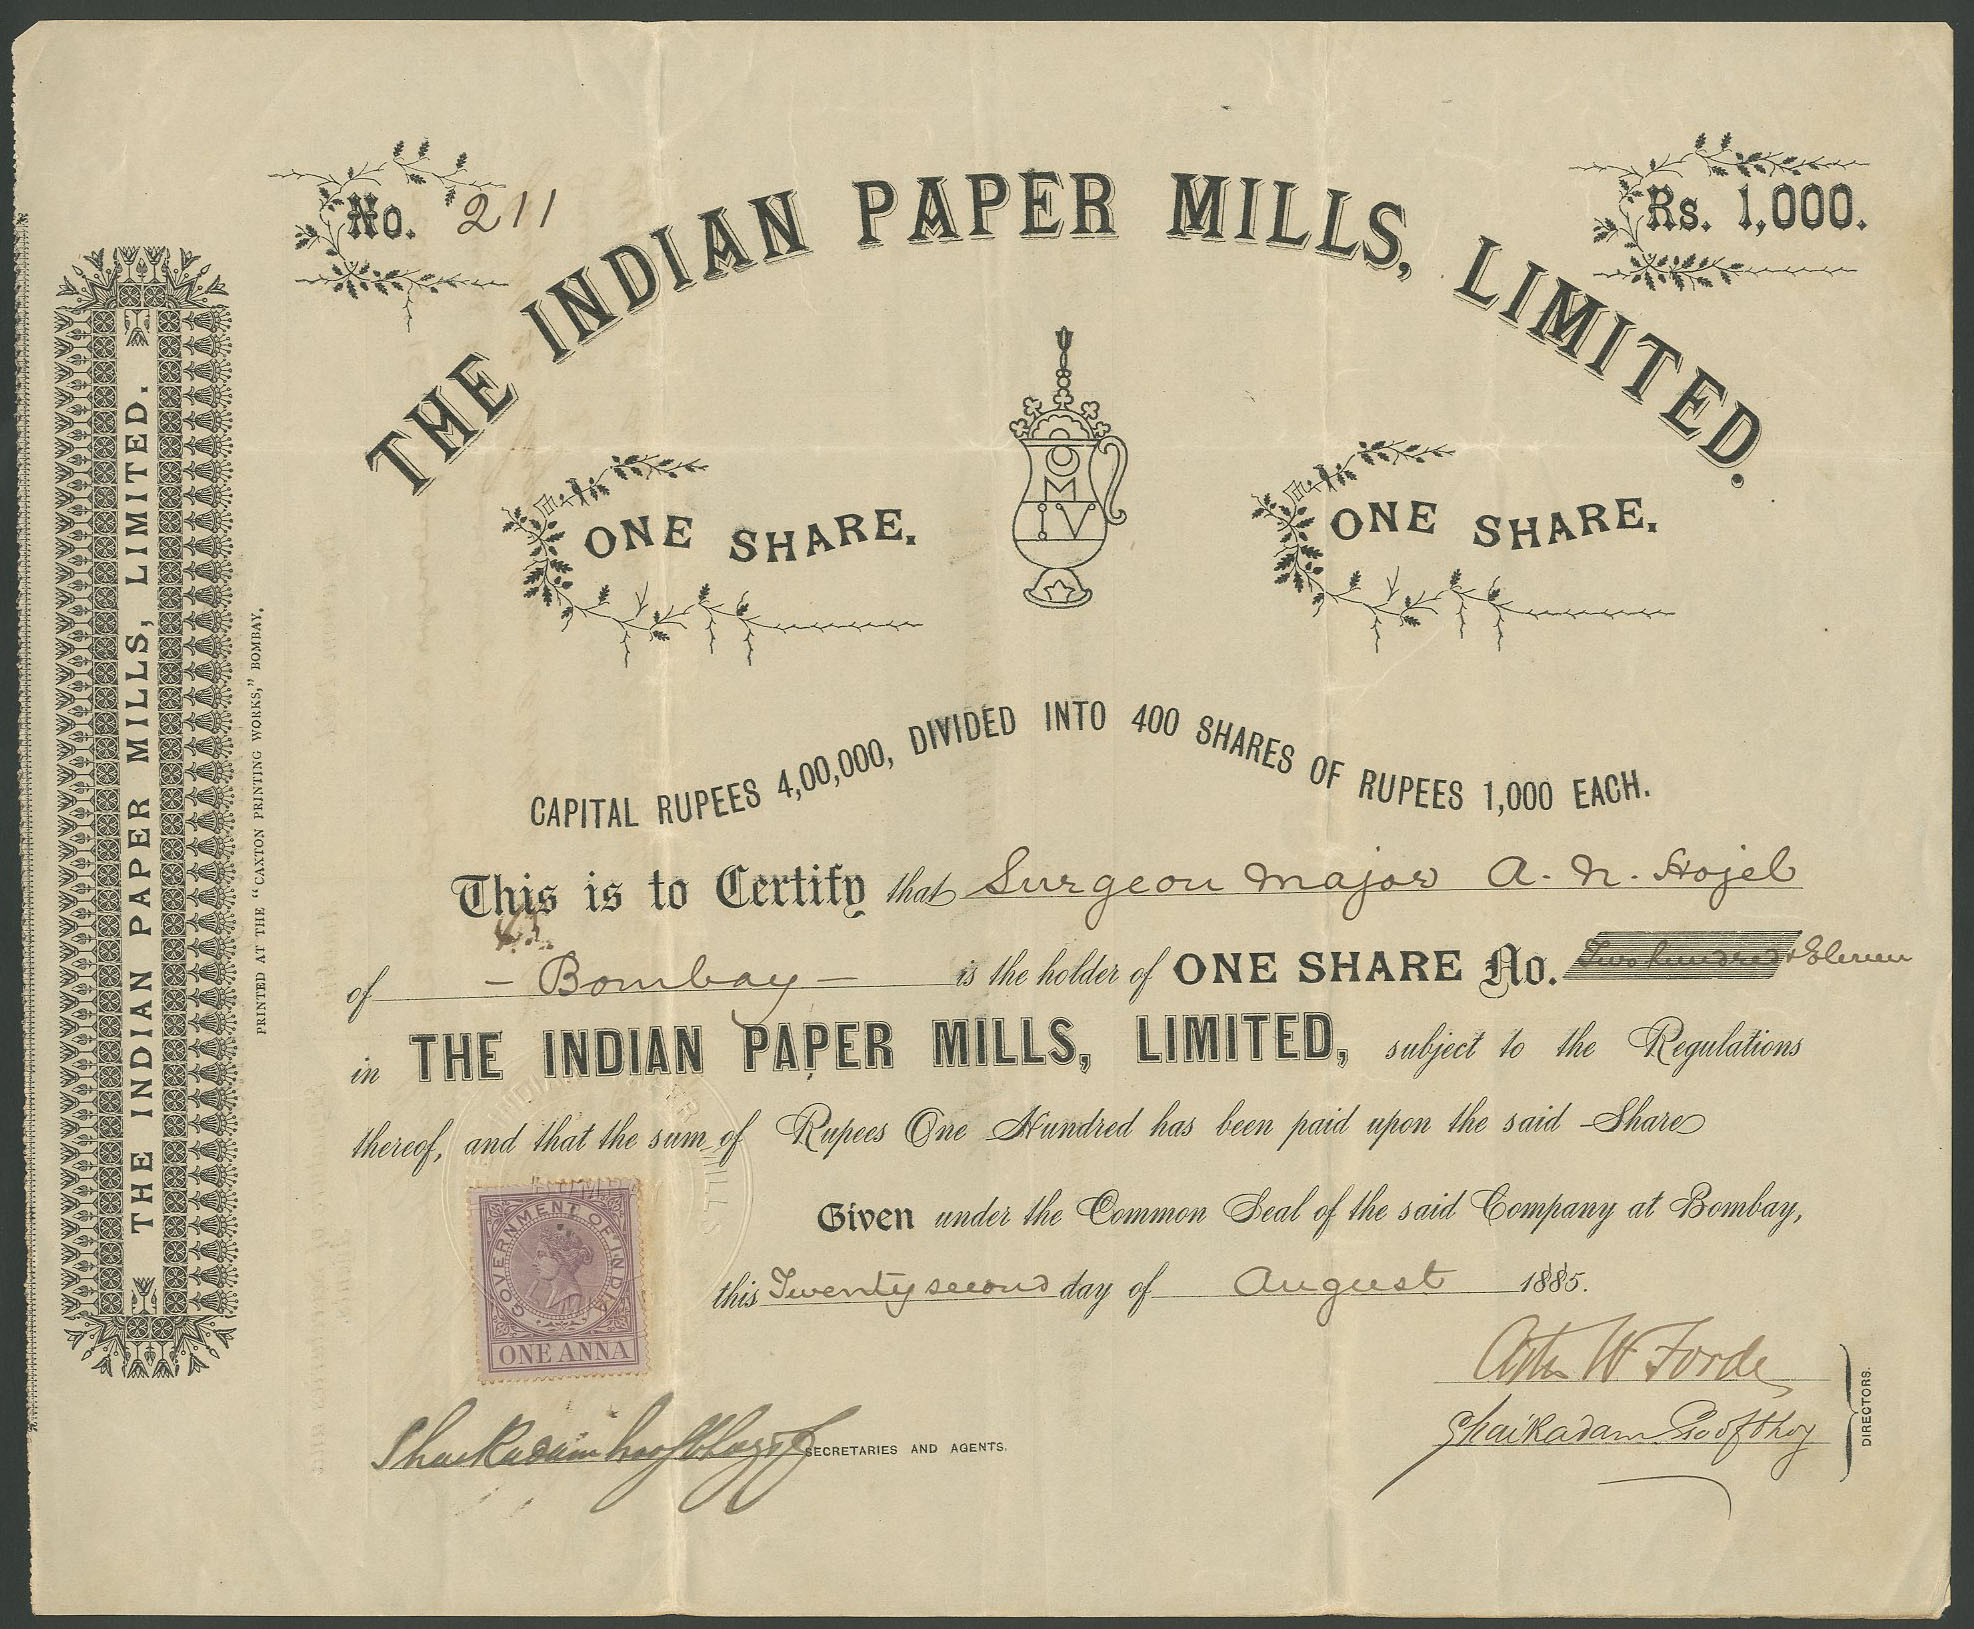 No. 211
Rs. 1,000.
THE INDIAN PAPER MILLS, LIMITED.
ONE SHARE.
ONE SHARE.
CAPITAL RUPEES 4,00,000, DIVIDED INTO 400 SHARES OF RUPEES 1,000 EACH.
This is to Certify that Surgeon Major A. N. Hojel
of - Bombay - is the holder of ONE SHARE No. Two hundred & Eleven
in THE INDIAN PAPER MILLS, LIMITED, subject to the Regulations
thereof, and that the sum of Rupees One Hundred has been paid upon the said Share
Given under the Common Seal of the said Company at Bombay,
this Twenty second day of August 1885.
GOVERNMENT OF INDIA
ONE ANNA
W Forde
Shaikadam
SECRETARIES AND AGENTS.
DIRECTORS.
THE INDIAN PAPER MILLS, LIMITED.
PRINTED AT THE "CAXTON PRINTING WORKS," BOMBAY.